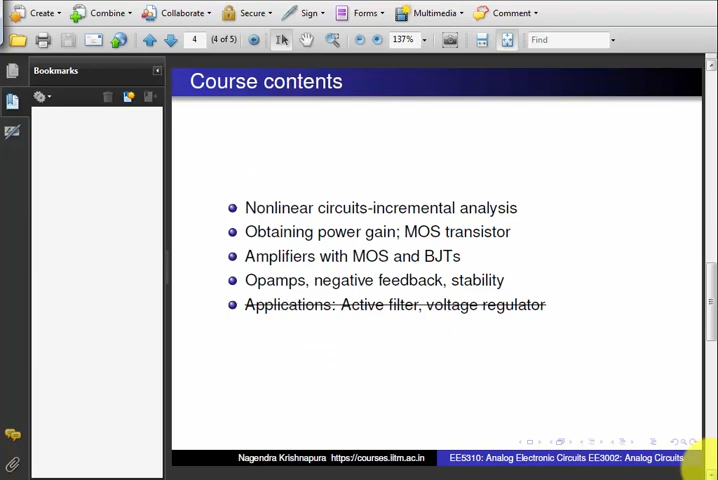 Create Combine Collaborate Secure Sign Forms Multimedia Comment
4 (4 of 5) 137% Find
Bookmarks
Course contents
Nonlinear circuits-incremental analysis
Obtaining power gain; MOS transistor
Amplifiers with MOS and BJTs
Opamps, negative feedback, stability
Applications: Active filter, voltage regulator
Nagendra Krishnapura https://courses.iitm.ac.in EE5310: Analog Electronic Circuits EE3002: Analog Circuits